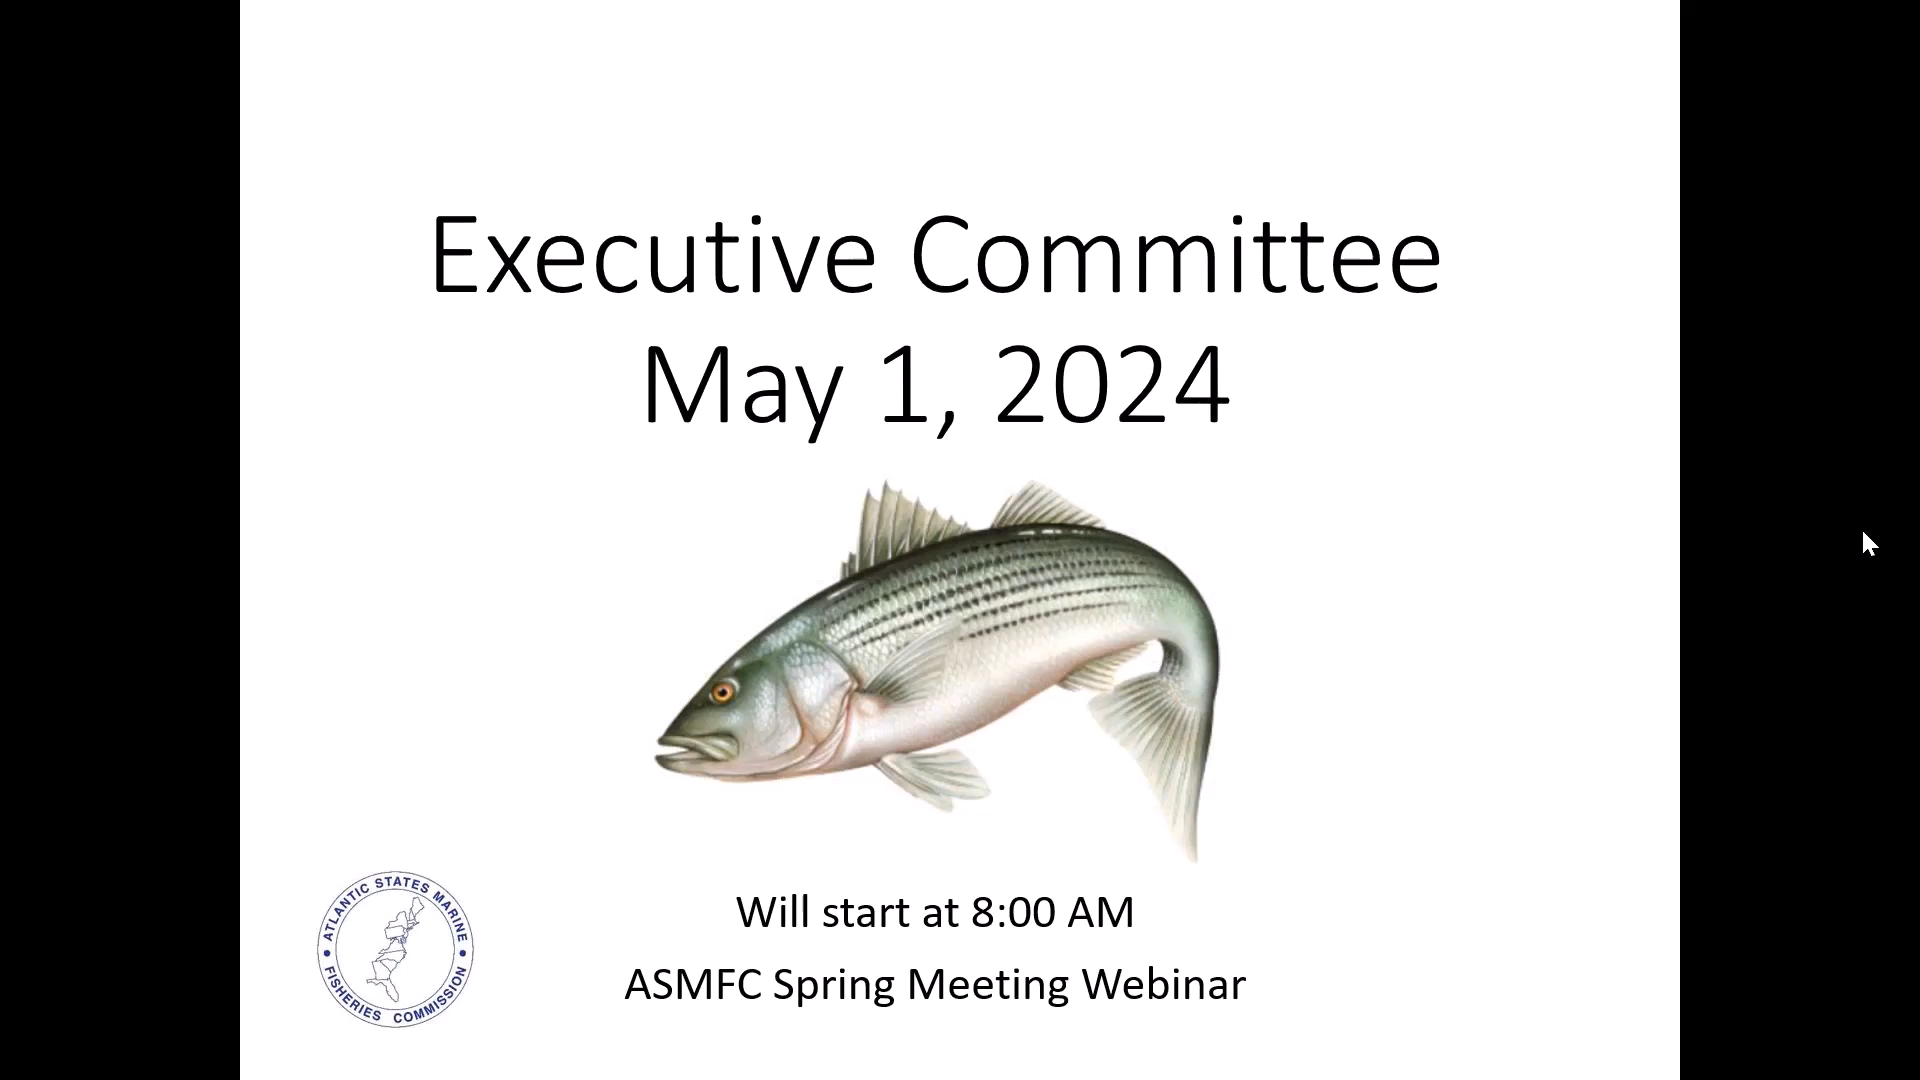 Executive Committee
May 1, 2024
Will start at 8:00 AM
ASMFC Spring Meeting Webinar
ATLANTIC STATES MARINE
FISHERIES COMMISSION